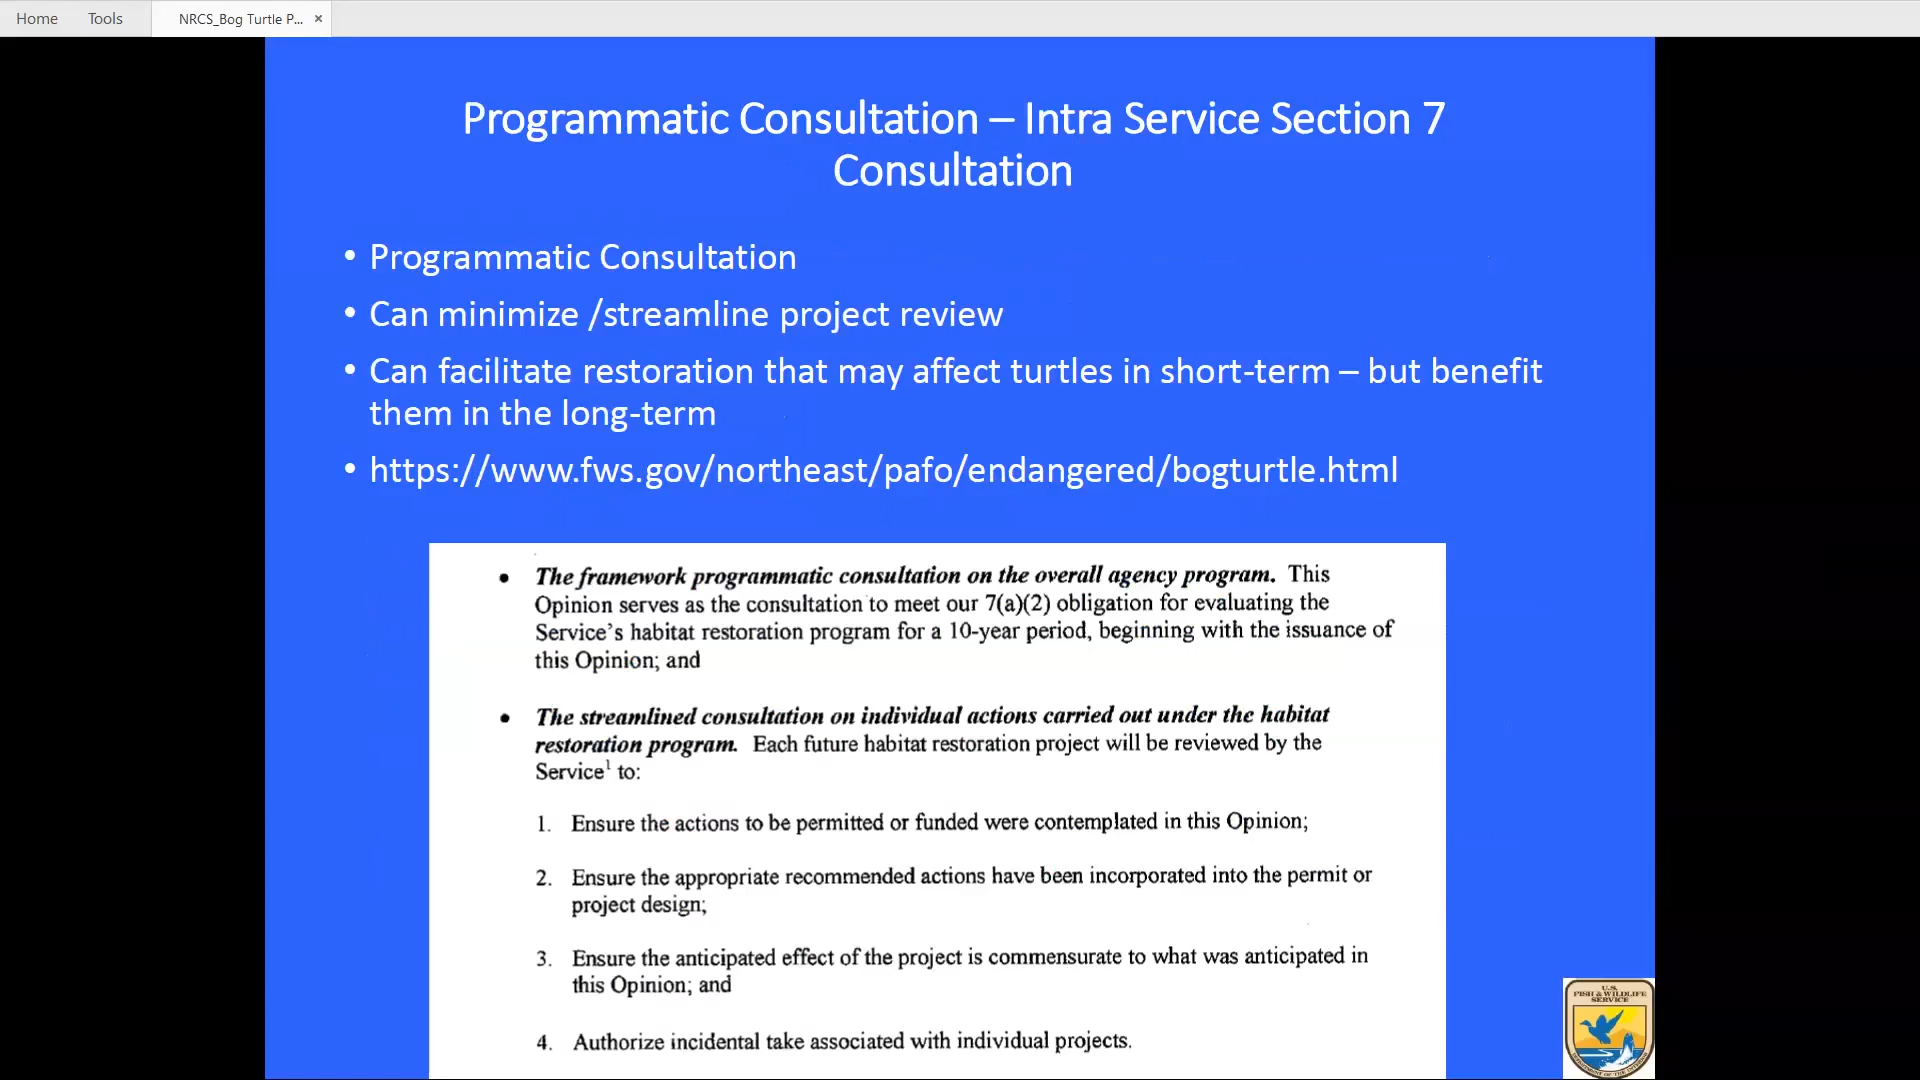 Home Tools NRCS_Bog Turtle P... ×
Programmatic Consultation – Intra Service Section 7
Consultation
• Programmatic Consultation
• Can minimize /streamline project review
• Can facilitate restoration that may affect turtles in short-term – but benefit
them in the long-term
• https://www.fws.gov/northeast/pafo/endangered/bogturtle.html
• The framework programmatic consultation on the overall agency program. This
Opinion serves as the consultation to meet our 7(a)(2) obligation for evaluating the
Service's habitat restoration program for a 10-year period, beginning with the issuance of
this Opinion; and
• The streamlined consultation on individual actions carried out under the habitat
restoration program. Each future habitat restoration project will be reviewed by the
Service¹ to:
1. Ensure the actions to be permitted or funded were contemplated in this Opinion;
2. Ensure the appropriate recommended actions have been incorporated into the permit or
project design;
3. Ensure the anticipated effect of the project is commensurate to what was anticipated in
this Opinion; and
4. Authorize incidental take associated with individual projects.
U.S.
FISH & WILDLIFE
SERVICE
DEPARTMENT OF THE INTERIOR